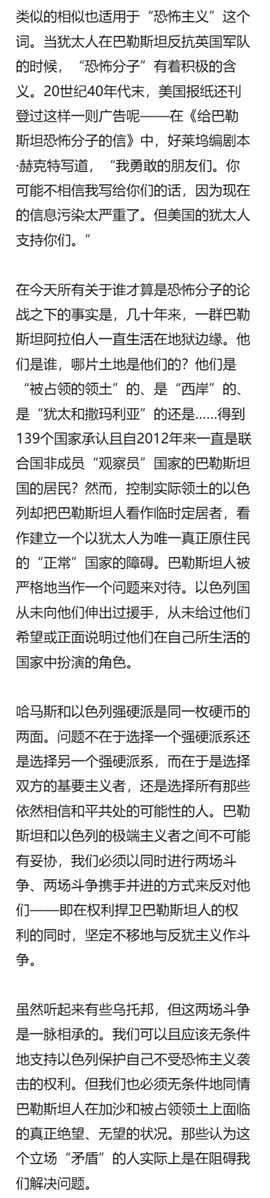 类似的相似也适用于“恐怖主义”这个
词。当犹太人在巴勒斯坦反抗英国军队
的时候，“恐怖分子”有着积极的含
义。20世纪40年代末，美国报纸还刊
登过这样一则广告呢——在《给巴勒
斯坦恐怖分子的信》中，好莱坞编剧本
·赫克特写道，“我勇敢的朋友们。你
可能不相信我写给你们的话，因为现在
的信息污染太严重了。但美国的犹太人
支持你们。”
在今天所有关于谁才算是恐怖分子的论
战之下的事实是，几十年来，一群巴勒
斯坦阿拉伯人一直生活在地狱边缘。他
们是谁，哪片土地是他们的？他们是
“被占领的领土”的、是“西岸”的、
是“犹太和撒玛利亚”的还是……得到
139个国家承认且自2012年来一直是联
合国非成员“观察员”国家的巴勒斯坦
国的居民？然而，控制实际领土的以色
列却把巴勒斯坦人看作临时定居者，看
作建立一个以犹太人为唯一真正原住民
的“正常”国家的障碍。巴勒斯坦人被
严格地当作一个问题来对待。以色列国
从未向他们伸出过援手，从未给过他们
希望或正面说明过他们在自己所生活的
国家中扮演的角色。
哈马斯和以色列强硬派是同一枚硬币的
两面。问题不在于选择一个强硬派系还
是选择另一个强硬派系，而在于是选择
双方的基要主义者，还是选择所有那些
依然相信和平共处的可能性的人。巴勒
斯坦和以色列的极端主义者之间不可能
有妥协，我们必须以同时进行两场斗
争、两场斗争携手并进的方式来反对他
们——即在权利捍卫巴勒斯坦人的权
利的同时，坚定不移地与反犹主义作斗
争。
虽然听起来有些乌托邦，但这两场斗争
是一脉相承的。我们可以且应该无条件
地支持以色列保护自己不受恐怖主义袭
击的权利。但我们也必须无条件地同情
巴勒斯坦人在加沙和被占领领土上面临
的真正绝望、无望的状况。那些认为这
个立场“矛盾”的人实际上是在阻碍我
们解决问题。